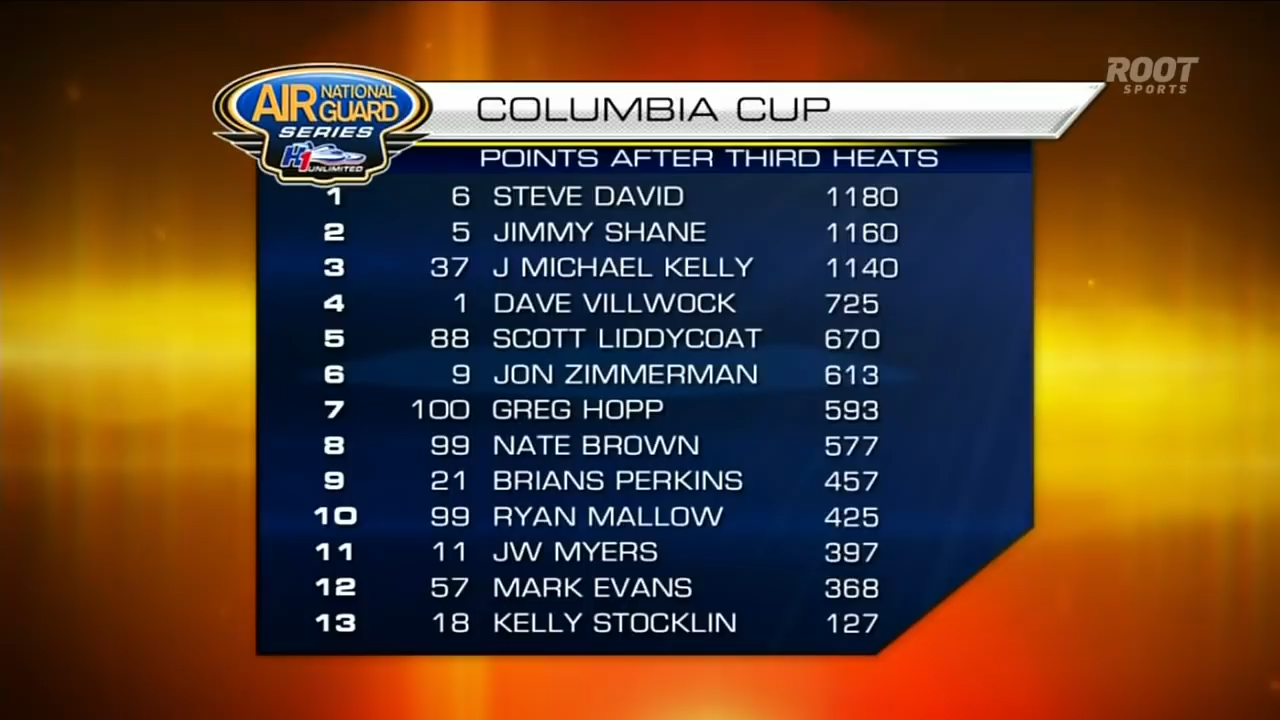 ROOT
SPORTS
AIR NATIONAL GUARD
SERIES
H1 UNLIMITED
COLUMBIA CUP
POINTS AFTER THIRD HEATS
1 6 STEVE DAVID 1180
2 5 JIMMY SHANE 1160
3 37 J MICHAEL KELLY 1140
4 1 DAVE VILLWOCK 725
5 88 SCOTT LIDDYCOAT 670
6 9 JON ZIMMERMAN 613
7 100 GREG HOPP 593
8 99 NATE BROWN 577
9 21 BRIANS PERKINS 457
10 99 RYAN MALLOW 425
11 11 JW MYERS 397
12 57 MARK EVANS 368
13 18 KELLY STOCKLIN 127